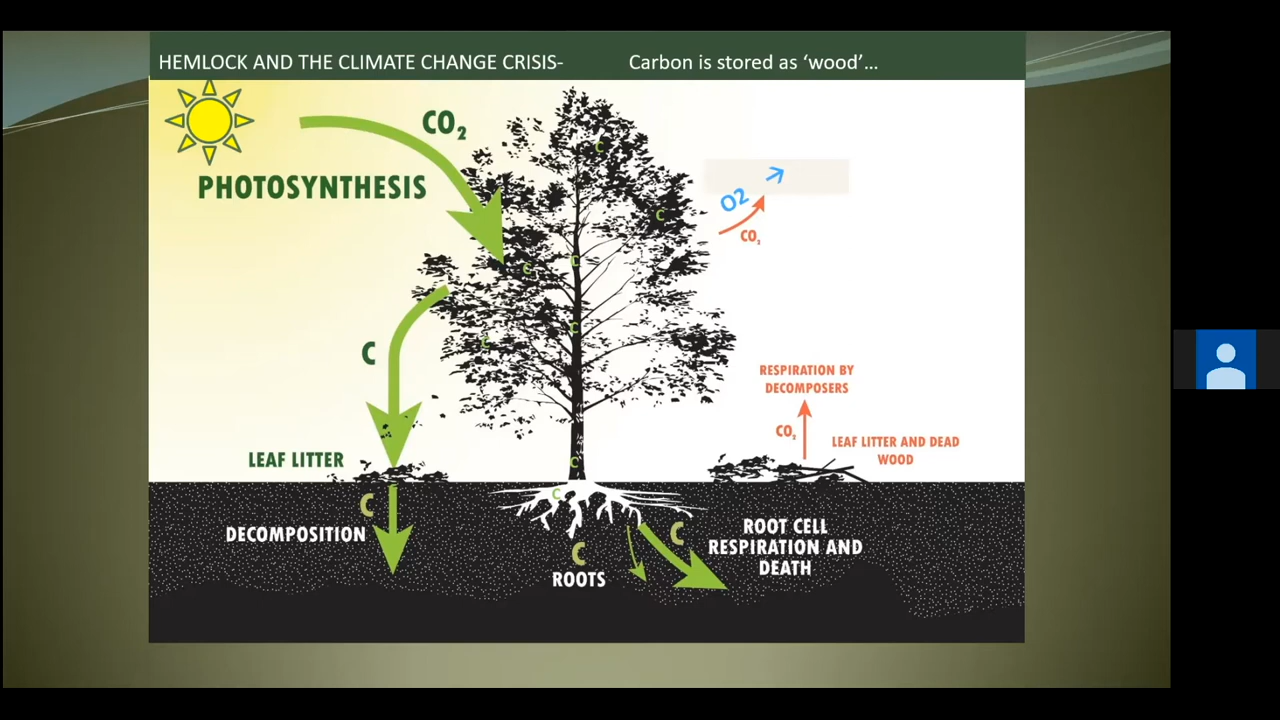 HEMLOCK AND THE CLIMATE CHANGE CRISIS- Carbon is stored as ‘wood’…
CO₂
PHOTOSYNTHESIS
C
C
O2
CO₂
C
C
C
C
C
C
RESPIRATION BY
DECOMPOSERS
CO₂
LEAF LITTER AND DEAD
WOOD
LEAF LITTER
C
C
C
DECOMPOSITION
C
ROOTS
C
ROOT CELL
RESPIRATION AND
DEATH